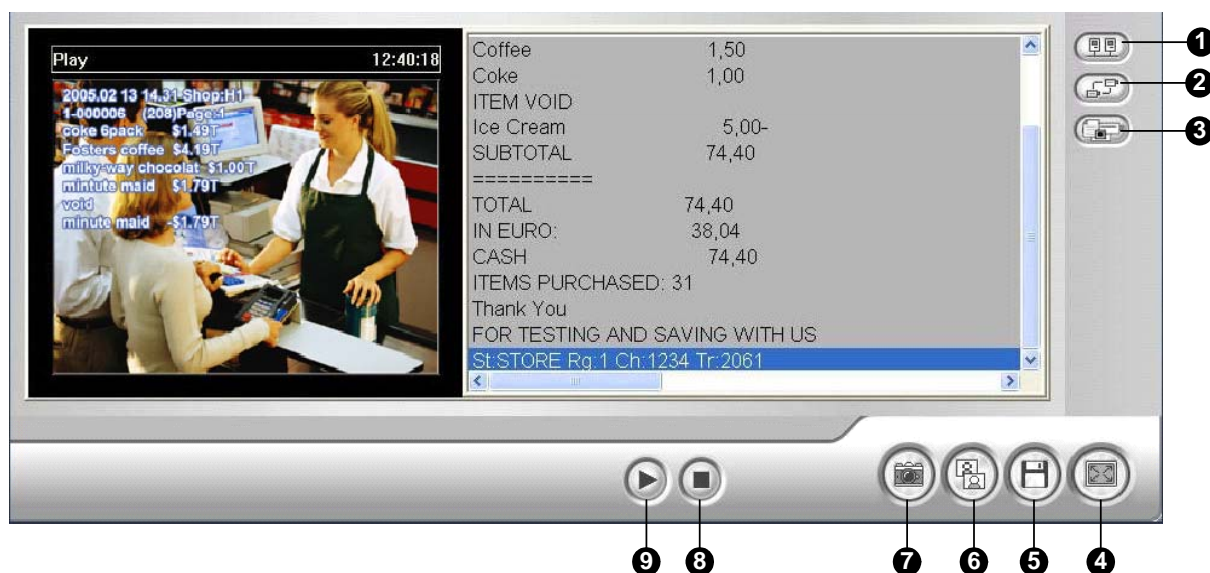 Play 12:40:18
2005.02 13 14.31 Shop:H1
1-000006 (208)Page:1
coke 6pack $1.49T
Fosters coffee $4.19T
milky-way chocolat $1.00T
mintute maid $1.79T
void
minute maid -$1.79T
Coffee 1,50
Coke 1,00
ITEM VOID
Ice Cream 5,00-
SUBTOTAL 74,40
==========
TOTAL 74,40
IN EURO: 38,04
CASH 74,40
ITEMS PURCHASED: 31
Thank You
FOR TESTING AND SAVING WITH US
St:STORE Rg:1 Ch:1234 Tr:2061
1
2
3
9 8 7 6 5 4